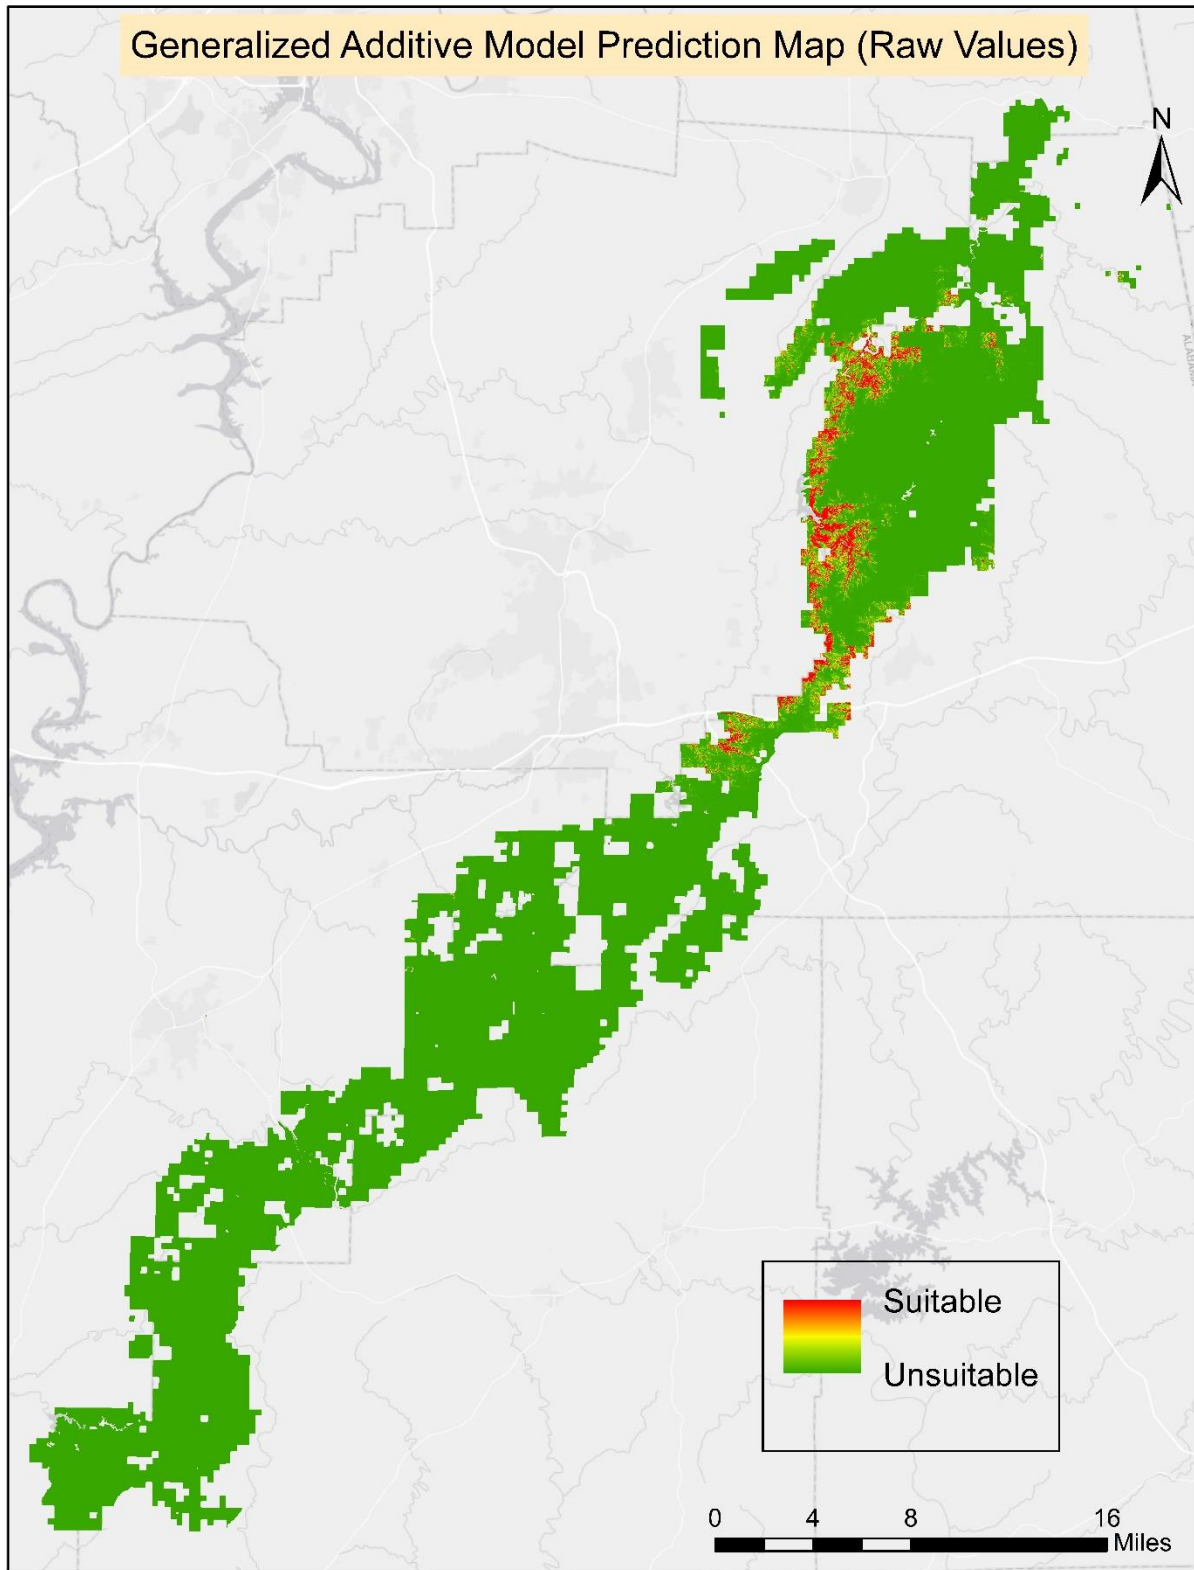 Generalized Additive Model Prediction Map (Raw Values)
N
Suitable
Unsuitable
0 4 8 16
Miles